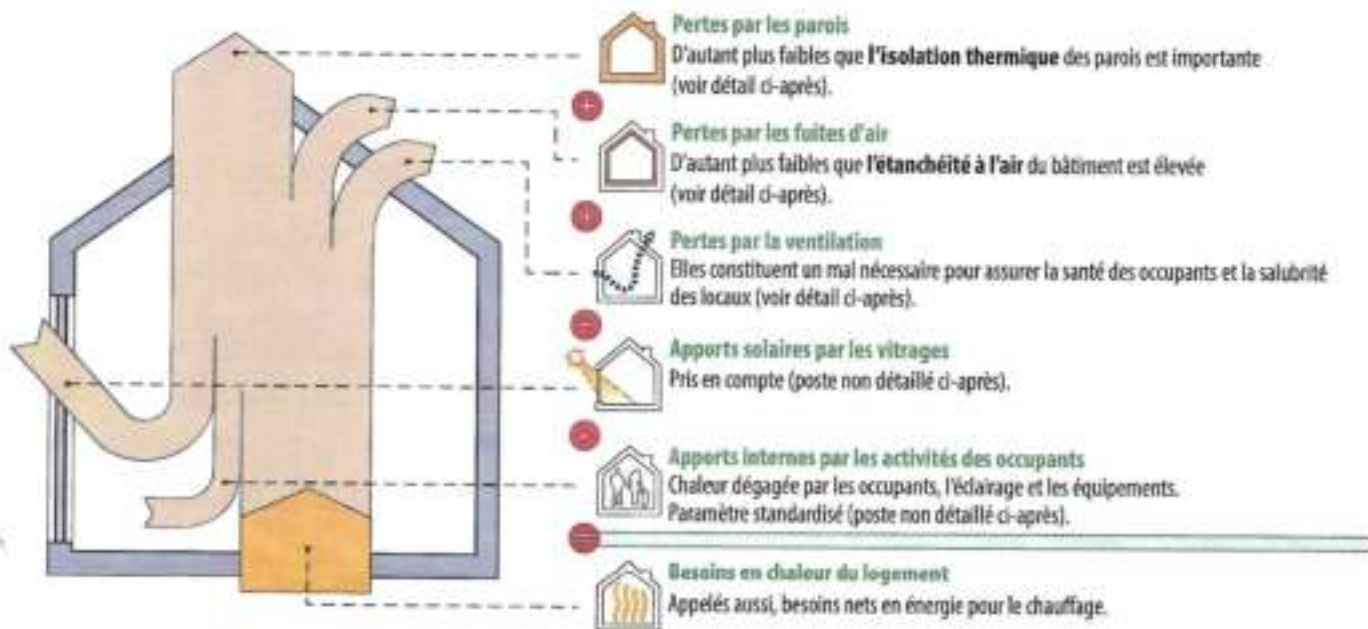 Pertes par les parois
D'autant plus faibles que l'isolation thermique des parois est importante
(voir détail ci-après).
+
Pertes par les fuites d'air
D'autant plus faibles que l'étanchéité à l'air du bâtiment est élevée
(voir détail ci-après).
+
Pertes par la ventilation
Elles constituent un mal nécessaire pour assurer la santé des occupants et la salubrité
des locaux (voir détail ci-après).
-
Apports solaires par les vitrages
Pris en compte (poste non détaillé ci-après).
-
Apports internes par les activités des occupants
Chaleur dégagée par les occupants, l'éclairage et les équipements.
Paramètre standardisé (poste non détaillé ci-après).
=
Besoins en chaleur du logement
Appelés aussi, besoins nets en énergie pour le chauffage.